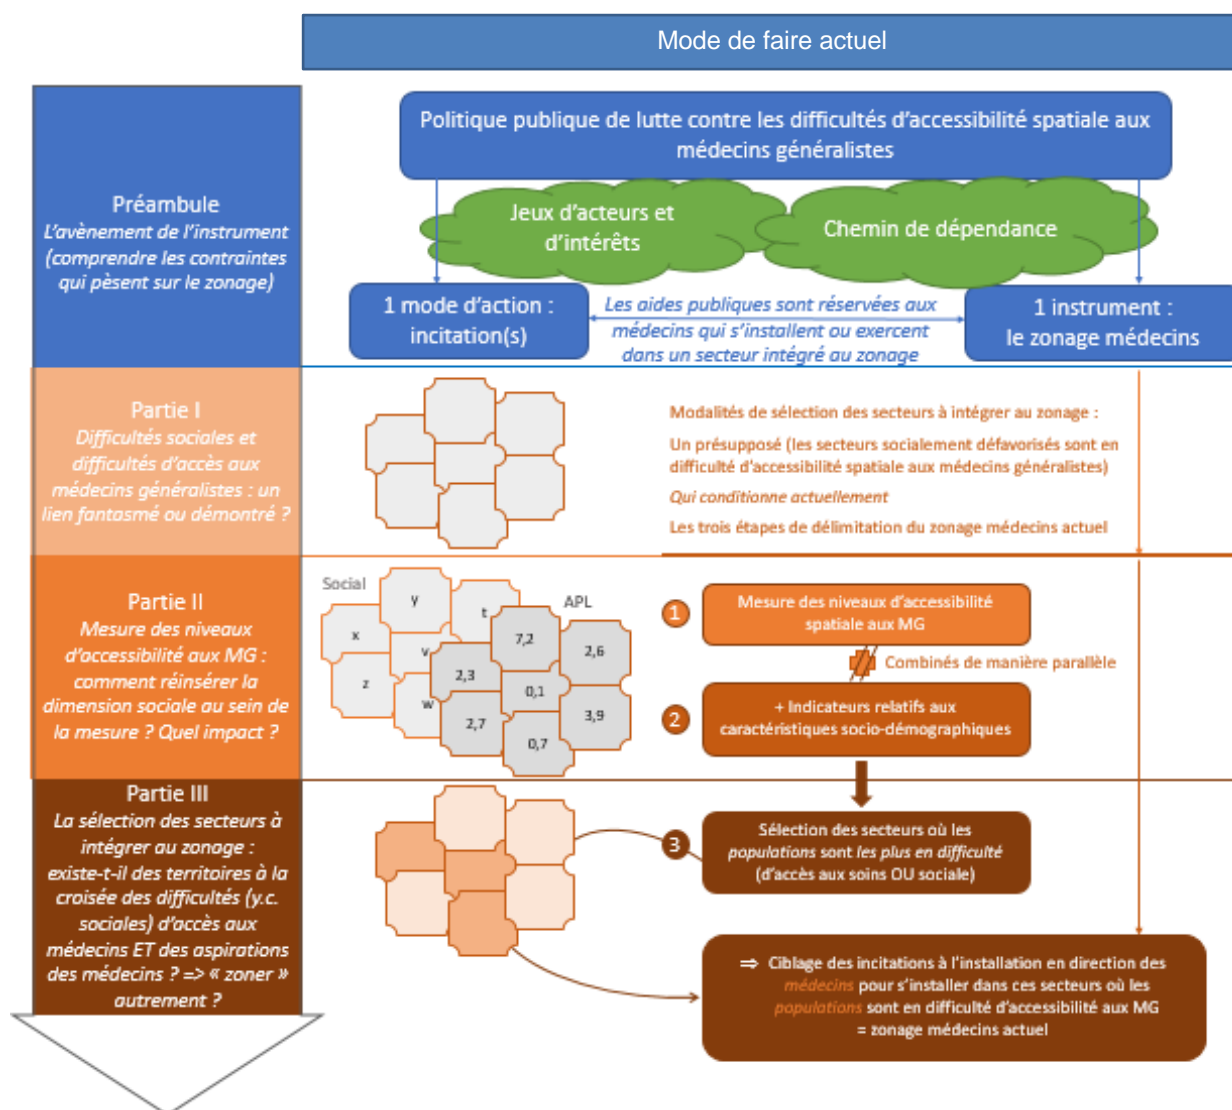 Mode de faire actuel
Préambule
L'avènement de l'instrument
(comprendre les contraintes
qui pèsent sur le zonage)
Politique publique de lutte contre les difficultés d'accessibilité spatiale aux
médecins généralistes
Jeux d'acteurs et
d'intérêts
Chemin de dépendance
1 mode d'action :
incitation(s)
Les aides publiques sont réservées aux
médecins qui s'installent ou exercent
dans un secteur intégré au zonage
1 instrument :
le zonage médecins
Partie I
Difficultés sociales et
difficultés d'accès aux
médecins généralistes : un
lien fantasmé ou démontré ?
Modalités de sélection des secteurs à intégrer au zonage :
Un présupposé (les secteurs socialement défavorisés sont en
difficulté d'accessibilité spatiale aux médecins généralistes)
Qui conditionne actuellement
Les trois étapes de délimitation du zonage médecins actuel
Partie II
Mesure des niveaux
d'accessibilité aux MG :
comment réinsérer la
dimension sociale au sein de
la mesure ? Quel impact ?
Social
APL
y
t
x
v
z
w
7,2
2,6
2,3
0,1
2,7
3,9
0,7
1
Mesure des niveaux d'accessibilité
spatiale aux MG
Combinés de manière parallèle
2
+ Indicateurs relatifs aux
caractéristiques socio-démographiques
Partie III
La sélection des secteurs à
intégrer au zonage :
existe-t-il des territoires à la
croisée des difficultés (y.c.
sociales) d'accès aux
médecins ET des aspirations
des médecins ? => « zoner »
autrement ?
3
Sélection des secteurs où les
populations sont les plus en difficulté
(d'accès aux soins OU sociale)
⇒ Ciblage des incitations à l'installation en direction des
médecins pour s'installer dans ces secteurs où les
populations sont en difficulté d'accessibilité aux MG
= zonage médecins actuel